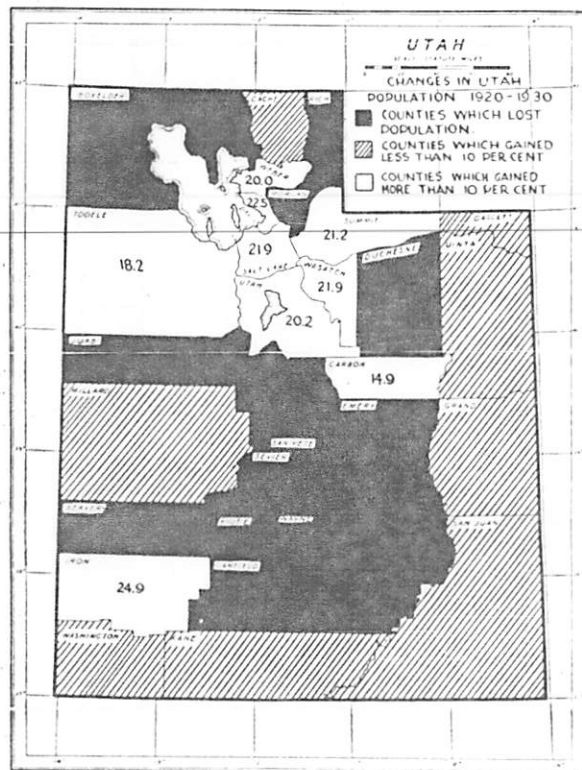 UTAH
SCALE STATUTE MILES
CHANGES IN UTAH
POPULATION 1920-1930
COUNTIES WHICH LOST
POPULATION.
COUNTIES WHICH GAINED
LESS THAN 10 PER CENT
COUNTIES WHICH GAINED
MORE THAN 10 PER CENT
BOXELDER
CACHE
RICH
WEBER
20.0
MORGAN
22.5
TOOELE
SUMMIT
21.2
DAGGETT
UINTA
DUCHESNE
18.2
21.9
SALT LAKE
WASATCH
21.9
UTAH
20.2
JUAB
CARBON
14.9
MILLARD
EMERY
GRAND
SANPETE
SEVIER
BEAVER
PIUTE
WAYNE
SAN JUAN
IRON
GARFIELD
24.9
WASHINGTON
KANE